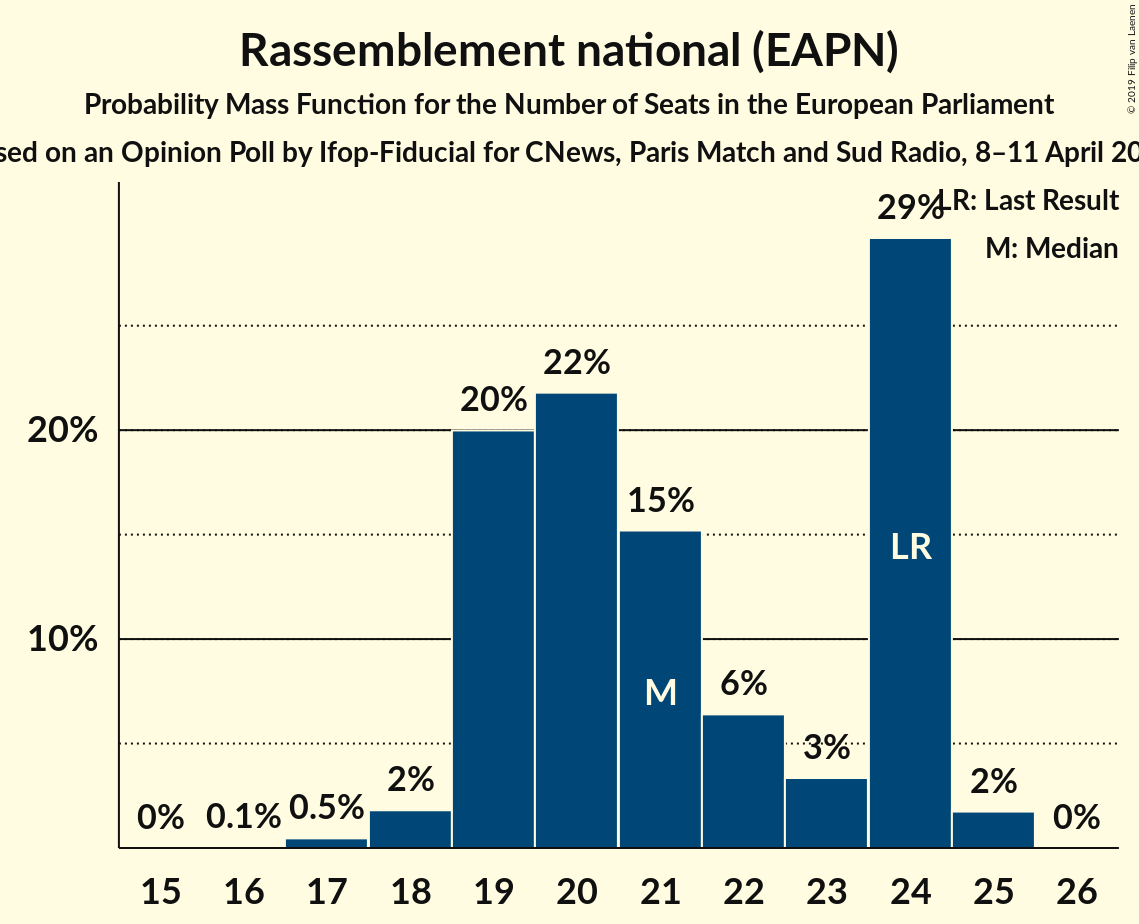 Rassemblement national (EAPN)
Probability Mass Function for the Number of Seats in the European Parliament
sed on an Opinion Poll by Ifop-Fiducial for CNews, Paris Match and Sud Radio, 8–11 April 20
© 2019 Filip van Laenen
LR: Last Result
M: Median
29%
22%
20%
20%
15%
LR
10%
M
6%
3%
2%
2%
0%
0.1%
0.5%
0%
15 16 17 18 19 20 21 22 23 24 25 26